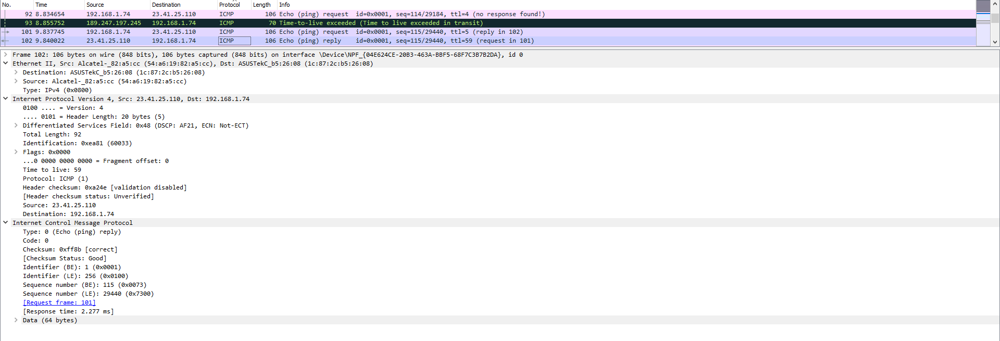 No. Time Source Destination Protocol Length Info
92 8.834654 192.168.1.74 23.41.25.110 ICMP 106 Echo (ping) request id=0x0001, seq=114/29184, ttl=4 (no response found!)
93 8.855752 189.247.197.245 192.168.1.74 ICMP 70 Time-to-live exceeded (Time to live exceeded in transit)
101 9.837745 192.168.1.74 23.41.25.110 ICMP 106 Echo (ping) request id=0x0001, seq=115/29440, ttl=5 (reply in 102)
102 9.840022 23.41.25.110 192.168.1.74 ICMP 106 Echo (ping) reply id=0x0001, seq=115/29440, ttl=59 (request in 101)
Frame 102: 106 bytes on wire (848 bits), 106 bytes captured (848 bits) on interface \Device\NPF_{04E624CE-20B3-463A-BBF5-68F7C3B7B2DA}, id 0
Ethernet II, Src: Alcatel-_82:a5:cc (54:a6:19:82:a5:cc), Dst: ASUSTekC_b5:26:08 (1c:87:2c:b5:26:08)
Destination: ASUSTekC_b5:26:08 (1c:87:2c:b5:26:08)
Source: Alcatel-_82:a5:cc (54:a6:19:82:a5:cc)
Type: IPv4 (0x0800)
Internet Protocol Version 4, Src: 23.41.25.110, Dst: 192.168.1.74
0100 .... = Version: 4
.... 0101 = Header Length: 20 bytes (5)
Differentiated Services Field: 0x48 (DSCP: AF21, ECN: Not-ECT)
Total Length: 92
Identification: 0xea81 (60033)
Flags: 0x0000
...0 0000 0000 0000 = Fragment offset: 0
Time to live: 59
Protocol: ICMP (1)
Header checksum: 0xa24e [validation disabled]
[Header checksum status: Unverified]
Source: 23.41.25.110
Destination: 192.168.1.74
Internet Control Message Protocol
Type: 0 (Echo (ping) reply)
Code: 0
Checksum: 0xff8b [correct]
[Checksum Status: Good]
Identifier (BE): 1 (0x0001)
Identifier (LE): 256 (0x0100)
Sequence number (BE): 115 (0x0073)
Sequence number (LE): 29440 (0x7300)
[Request frame: 101]
[Response time: 2.277 ms]
Data (64 bytes)